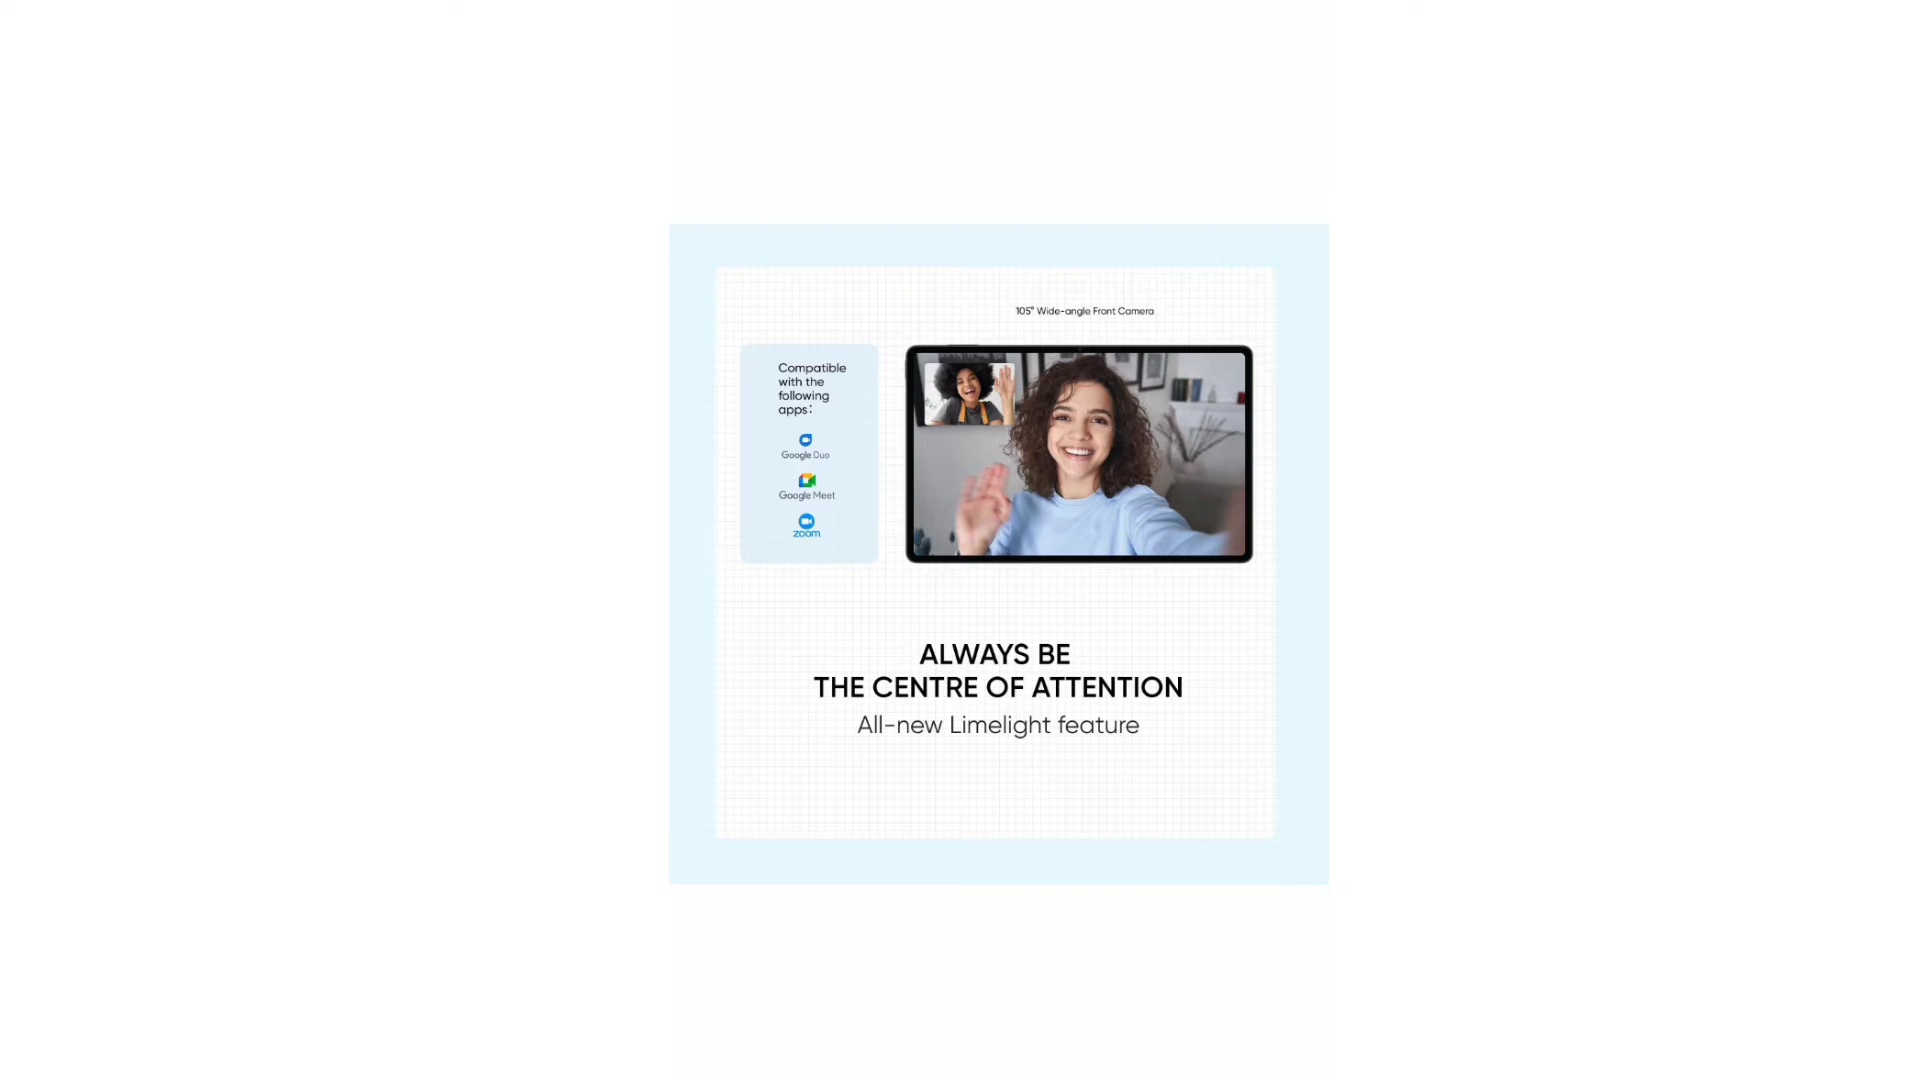 105° Wide-angle Front Camera
Compatible
with the
following
apps:
Google Duo
Google Meet
zoom
ALWAYS BE
THE CENTRE OF ATTENTION
All-new Limelight feature